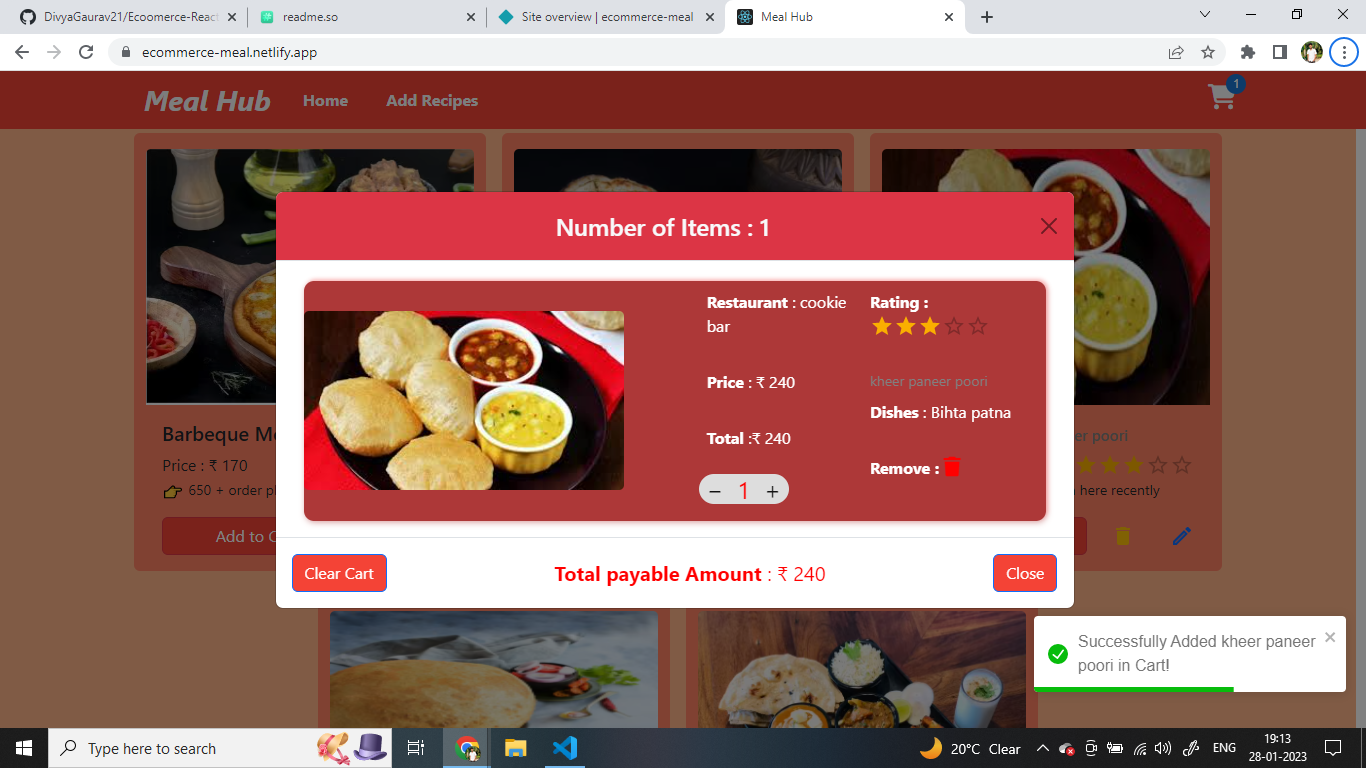 DivyaGaurav21/Ecoomerce-React
readme.so
Site overview | ecommerce-meal
Meal Hub
ecommerce-meal.netlify.app
Meal Hub
Home
Add Recipes
1
Number of Items : 1
Restaurant : cookie
bar
Rating :
Price : ₹ 240
kheer paneer poori
Dishes : Bihta patna
Total :₹ 240
Remove :
− 1 +
Barbeque Me
Price : ₹ 170
650 + order pl
Add to C
er poori
here recently
Clear Cart
Total payable Amount : ₹ 240
Close
Successfully Added kheer paneer
poori in Cart!
Type here to search
20°C Clear
ENG
19:13
28-01-2023